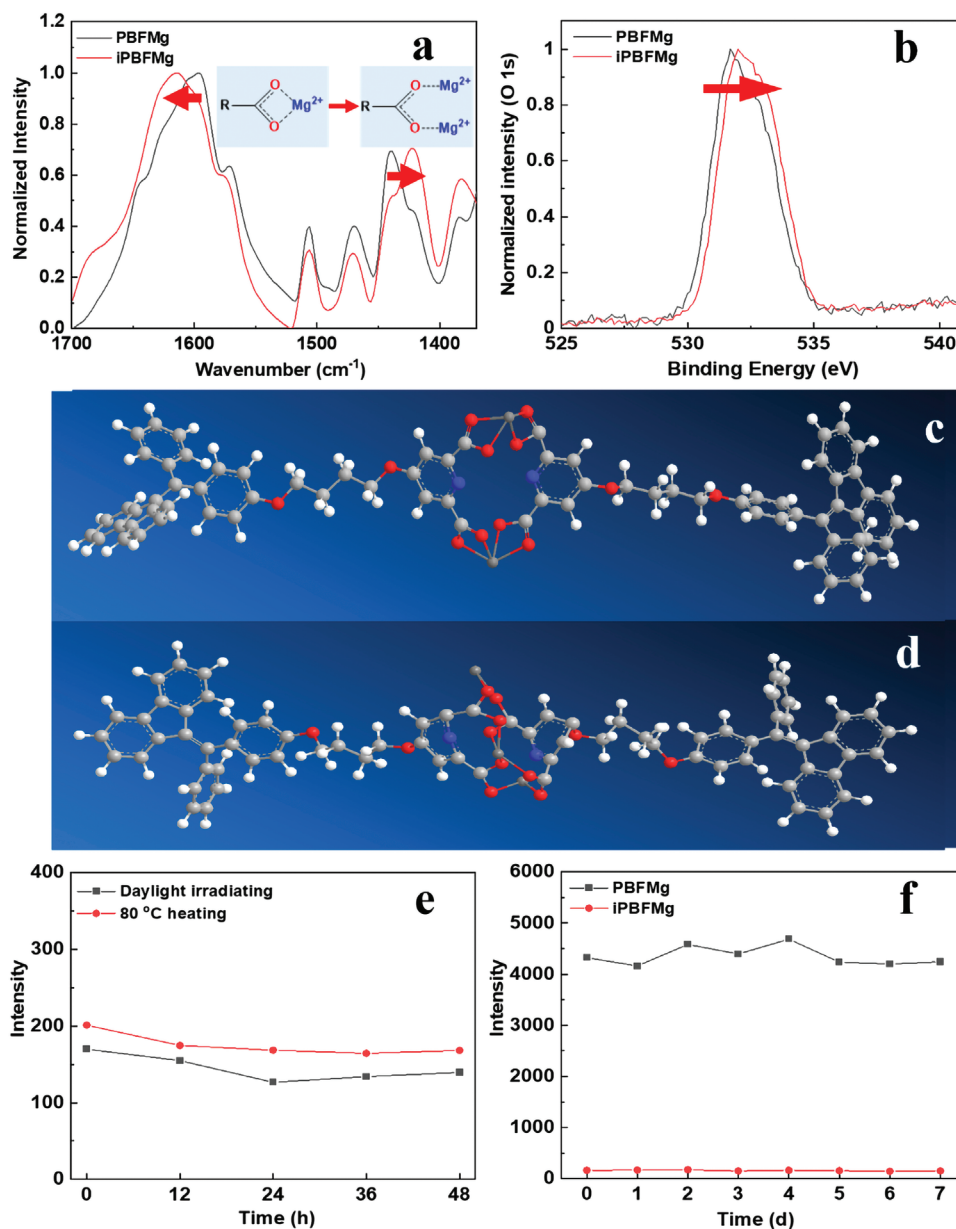 a
PBFMg
iPBFMg
Normalized Intensity
1.0
0.8
0.6
0.4
0.2
0.0
1700 1600 1500 1400
Wavenumber (cm-1)
R O O Mg2+
R O O Mg2+ Mg2+
b
PBFMg
iPBFMg
Normalized intensity (O 1s)
1
0.8
0.6
0.4
0.2
0
525 530 535 540
Binding Energy (eV)
c
d
e
Daylight irradiating
80 oC heating
Intensity
400
300
200
100
0
0 12 24 36 48
Time (h)
f
PBFMg
iPBFMg
Intensity
6000
5000
4000
3000
2000
1000
0
0 1 2 3 4 5 6 7
Time (d)